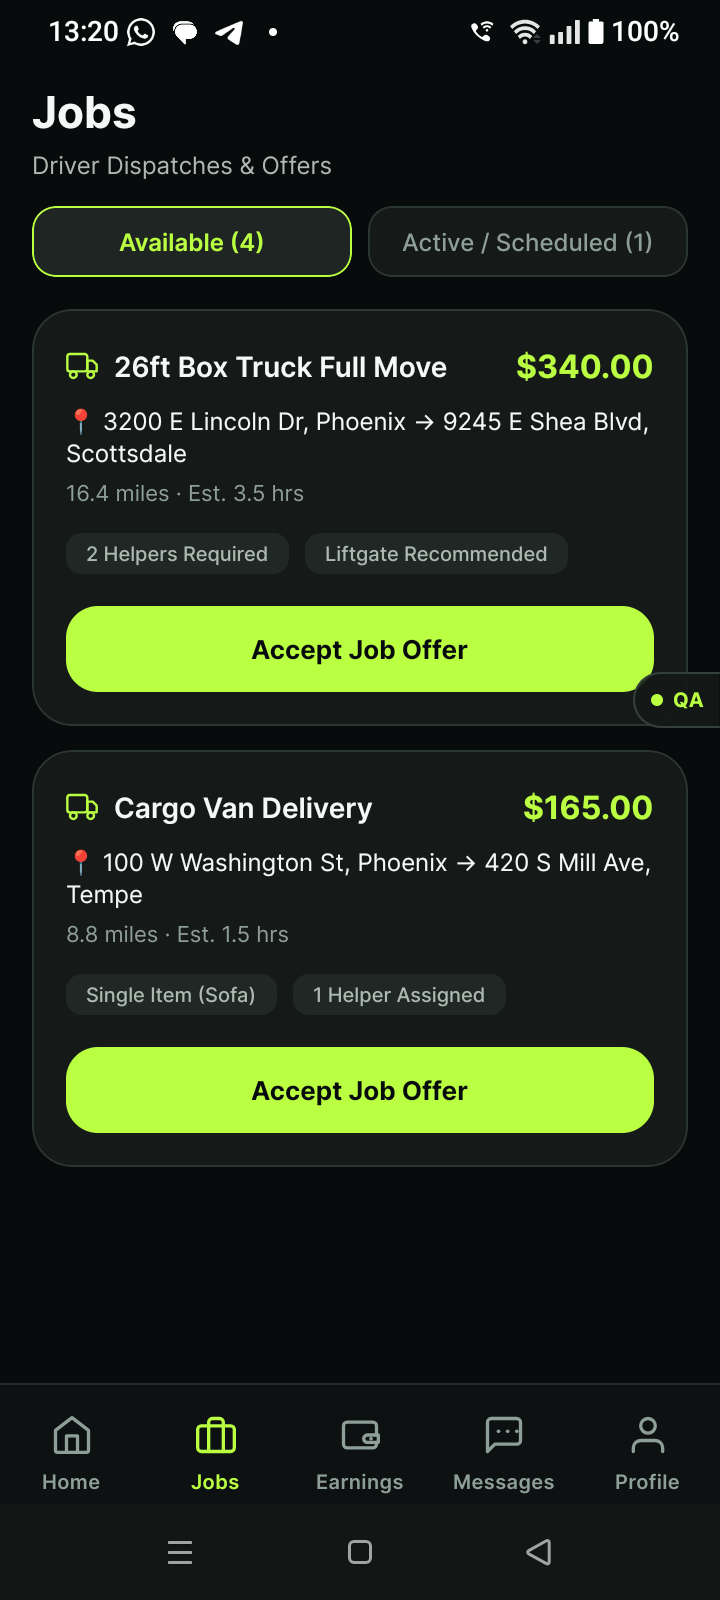 13:20
100%
Jobs
Driver Dispatches & Offers
Available (4)
Active / Scheduled (1)
26ft Box Truck Full Move
$340.00
📍 3200 E Lincoln Dr, Phoenix → 9245 E Shea Blvd,
Scottsdale
16.4 miles · Est. 3.5 hrs
2 Helpers Required
Liftgate Recommended
Accept Job Offer
QA
Cargo Van Delivery
$165.00
📍 100 W Washington St, Phoenix → 420 S Mill Ave,
Tempe
8.8 miles · Est. 1.5 hrs
Single Item (Sofa)
1 Helper Assigned
Accept Job Offer
Home
Jobs
Earnings
Messages
Profile